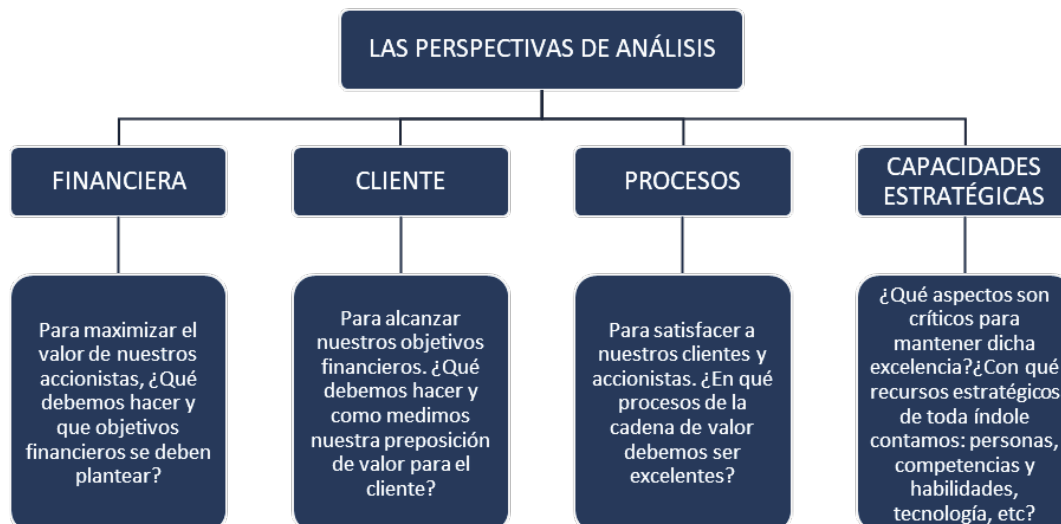 LAS PERSPECTIVAS DE ANÁLISIS
FINANCIERA
CLIENTE
PROCESOS
CAPACIDADES
ESTRATÉGICAS
Para maximizar el
valor de nuestros
accionistas, ¿Qué
debemos hacer y
que objetivos
financieros se deben
plantear?
Para alcanzar
nuestros objetivos
financieros. ¿Qué
debemos hacer y
como medimos
nuestra preposición
de valor para el
cliente?
Para satisfacer a
nuestros clientes y
accionistas. ¿En qué
procesos de la
cadena de valor
debemos ser
excelentes?
¿Qué aspectos son
críticos para
mantener dicha
excelencia?¿Con qué
recursos estratégicos
de toda índole
contamos: personas,
competencias y
habilidades,
tecnología, etc?